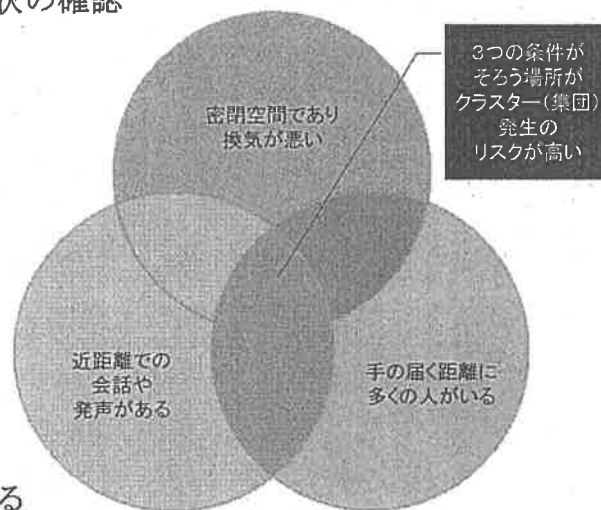 状の確認
3つの条件が
そろう場所が
クラスター(集団)
発生の
リスクが高い
密閉空間であり
換気が悪い
近距離での
会話や
発声がある
手の届く距離に
多くの人がいる
る